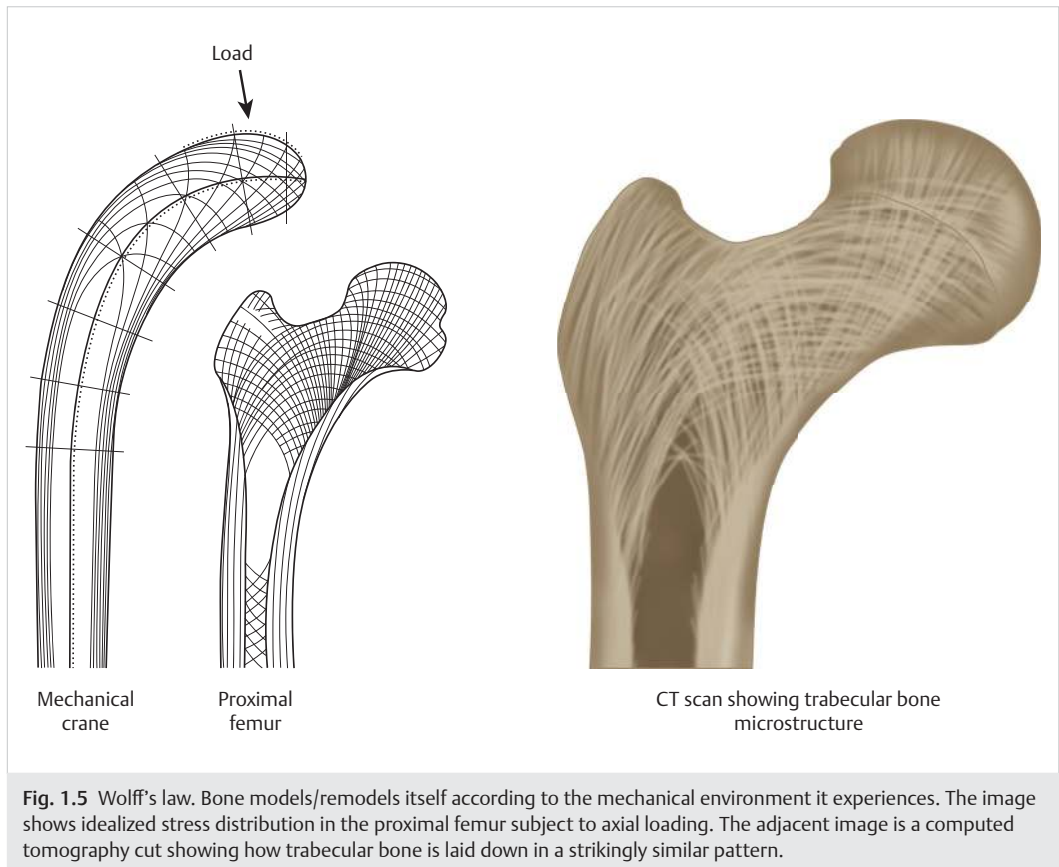 Load
Mechanical
crane
Proximal
femur
CT scan showing trabecular bone
microstructure
Fig. 1.5 Wolff’s law. Bone models/remodels itself according to the mechanical environment it experiences. The image
shows idealized stress distribution in the proximal femur subject to axial loading. The adjacent image is a computed
tomography cut showing how trabecular bone is laid down in a strikingly similar pattern.